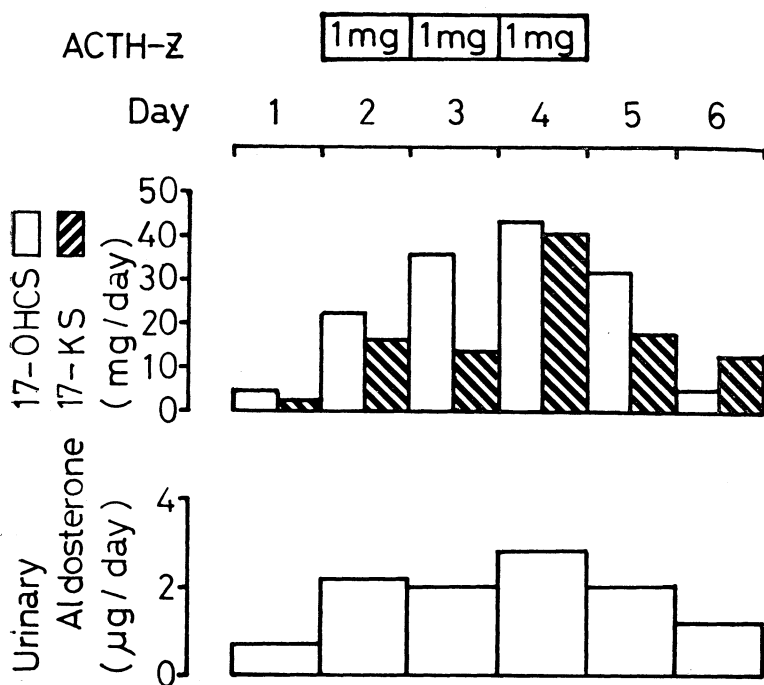 ACTH-Z 1mg 1mg 1mg
Day 1 2 3 4 5 6
17-OHCS
17-KS
(mg/day)
50
40
30
20
10
0
Urinary
Aldosterone
(µg/day)
4
2
0